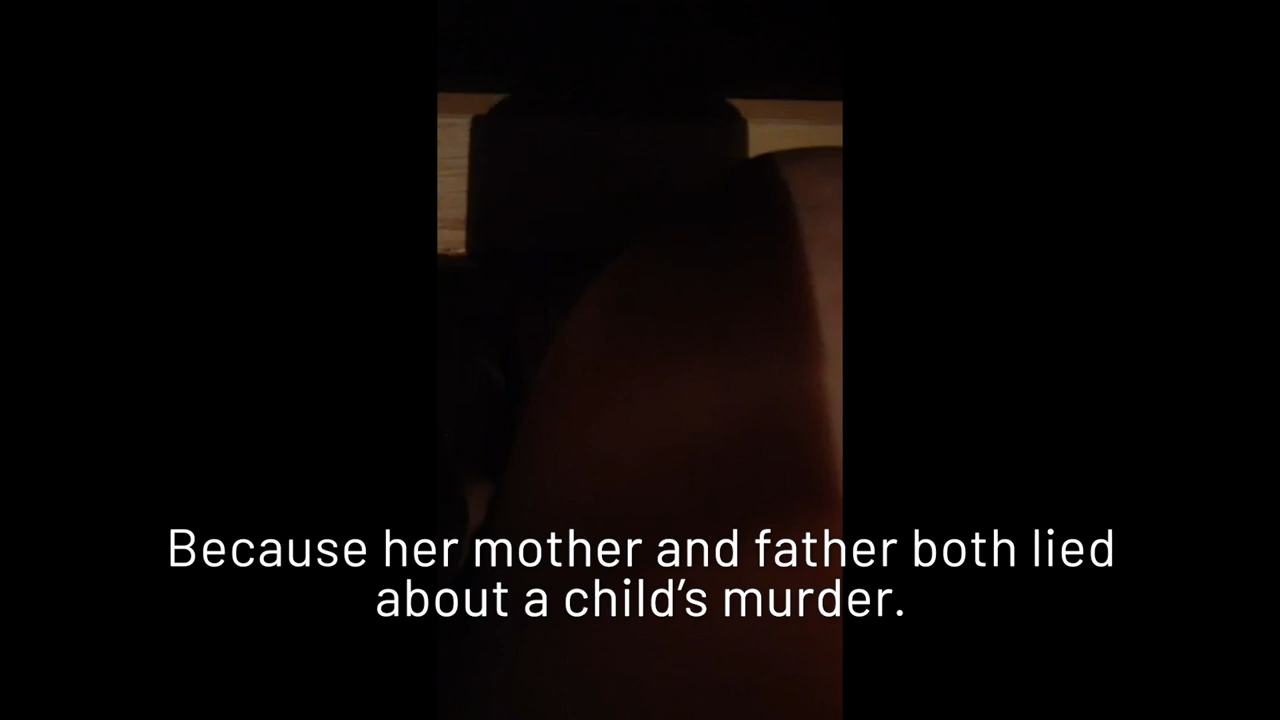 Because her mother and father both lied
about a child’s murder.